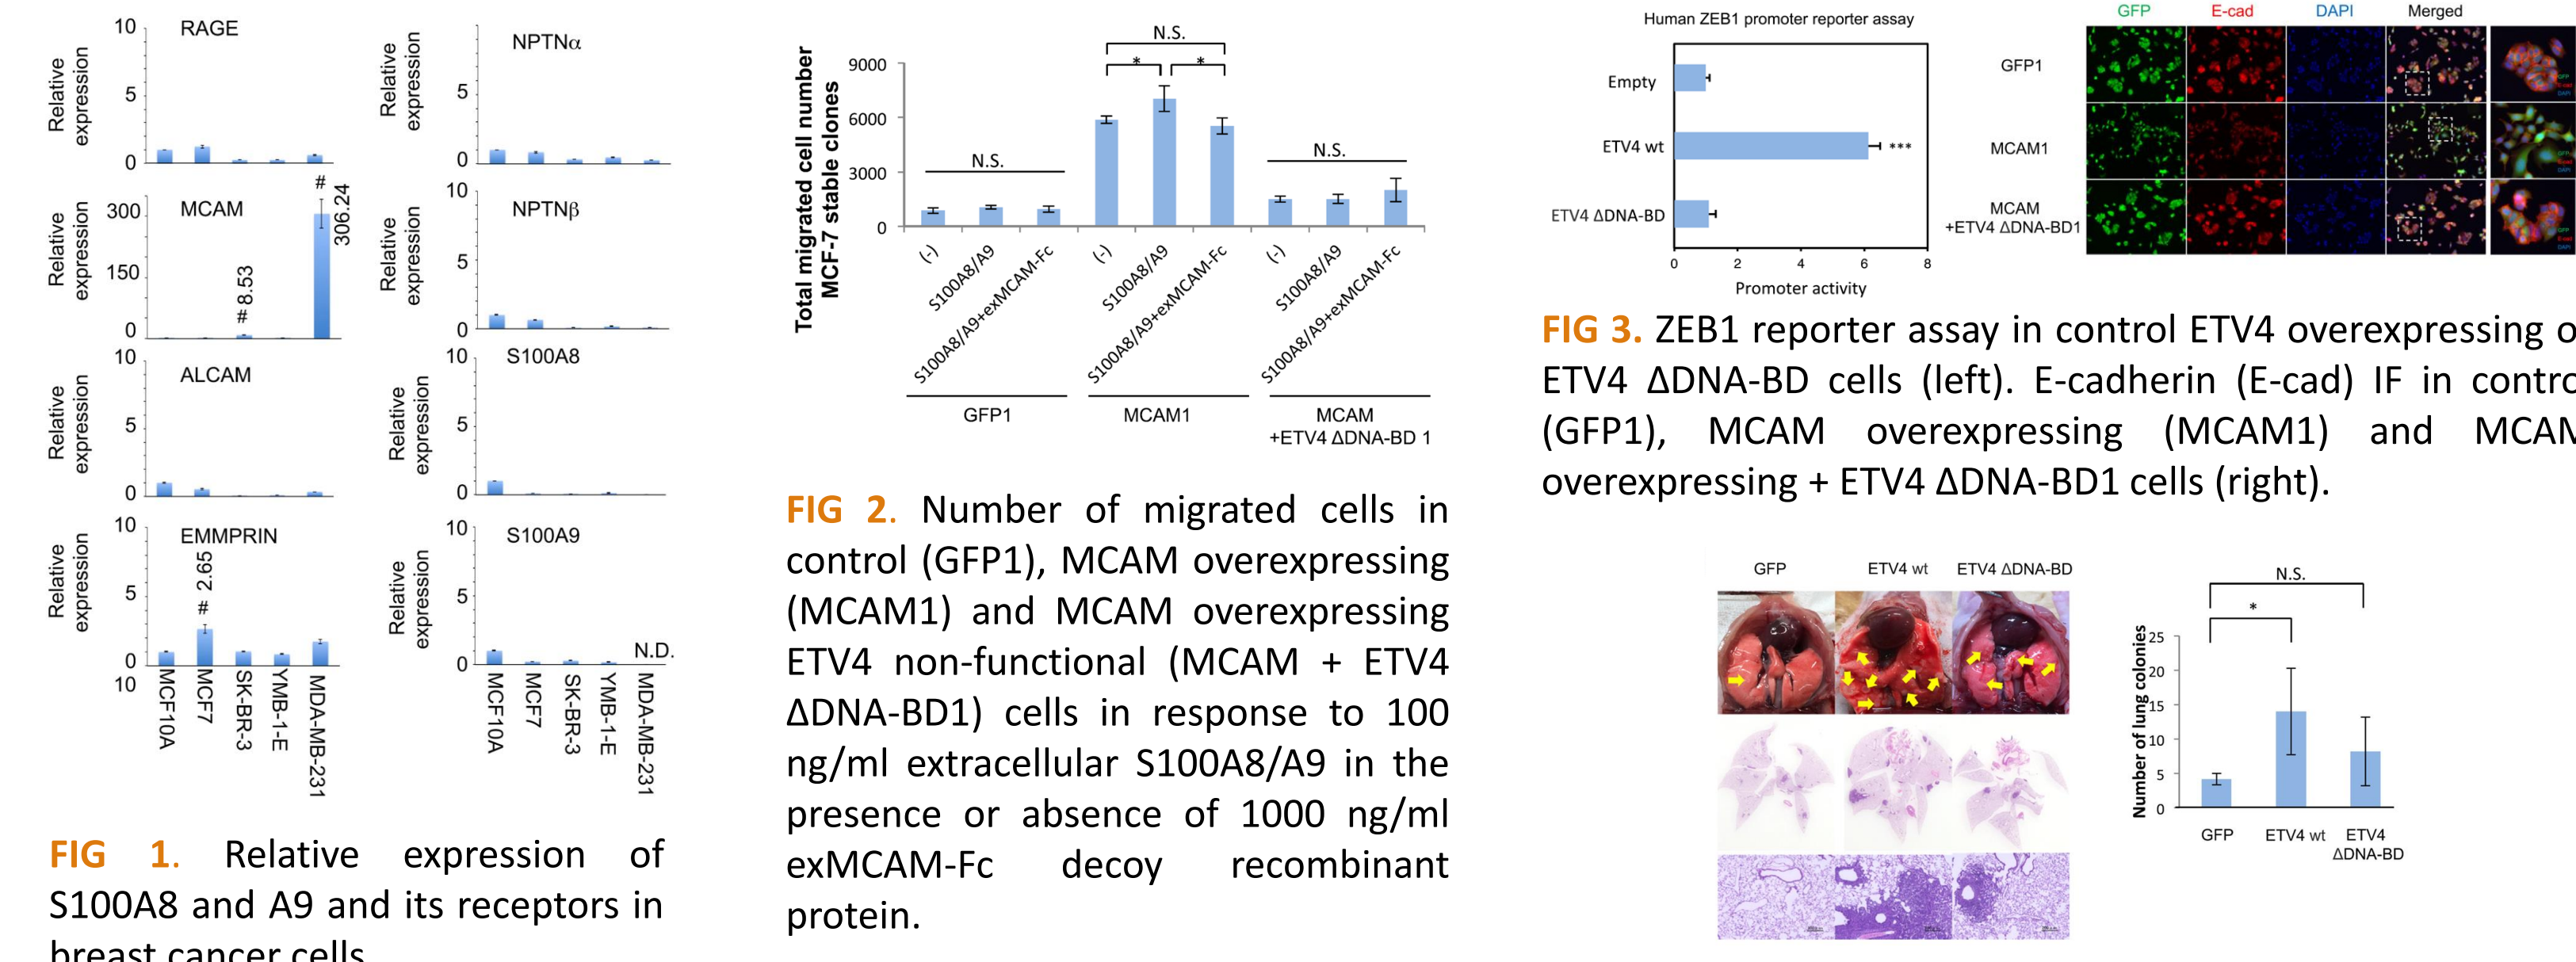 RAGE
Relative
expression
10
5
0
NPTNα
Relative
expression
5
0
MCAM
Relative
expression
300
150
0
# 8.53
#
306.24
NPTNβ
Relative
expression
10
5
0
ALCAM
Relative
expression
10
5
0
S100A8
Relative
expression
10
5
0
EMMPRIN
Relative
expression
10
5
0
10
# 2.65
MCF10A
MCF7
SK-BR-3
YMB-1-E
MDA-MB-231
S100A9
Relative
expression
10
5
0
N.D.
MCF10A
MCF7
SK-BR-3
YMB-1-E
MDA-MB-231
FIG 1. Relative expression of
S100A8 and A9 and its receptors in
breast cancer cells
Total migrated cell number
MCF-7 stable clones
9000
6000
3000
0
N.S.
N.S.
* *
N.S.
(-)
S100A8/A9
S100A8/A9+exMCAM-Fc
(-)
S100A8/A9
S100A8/A9+exMCAM-Fc
(-)
S100A8/A9
S100A8/A9+exMCAM-Fc
GFP1
MCAM1
MCAM
+ETV4 ΔDNA-BD 1
FIG 2. Number of migrated cells in
control (GFP1), MCAM overexpressing
(MCAM1) and MCAM overexpressing
ETV4 non-functional (MCAM + ETV4
ΔDNA-BD1) cells in response to 100
ng/ml extracellular S100A8/A9 in the
presence or absence of 1000 ng/ml
exMCAM-Fc decoy recombinant
protein.
Human ZEB1 promoter reporter assay
Empty
ETV4 wt
***
ETV4 ΔDNA-BD
0 2 4 6 8
Promoter activity
GFP E-cad DAPI Merged
GFP1
MCAM1
MCAM
+ETV4 ΔDNA-BD1
FIG 3. ZEB1 reporter assay in control ETV4 overexpressing
ETV4 ΔDNA-BD cells (left). E-cadherin (E-cad) IF in
(GFP1), MCAM overexpressing (MCAM1) and MCAM
overexpressing + ETV4 ΔDNA-BD1 cells (right).
GFP ETV4 wt ETV4 ΔDNA-BD
N.S.
*
Number of lung colonies
25
20
15
10
5
0
GFP ETV4 wt ETV4
ΔDNA-BD